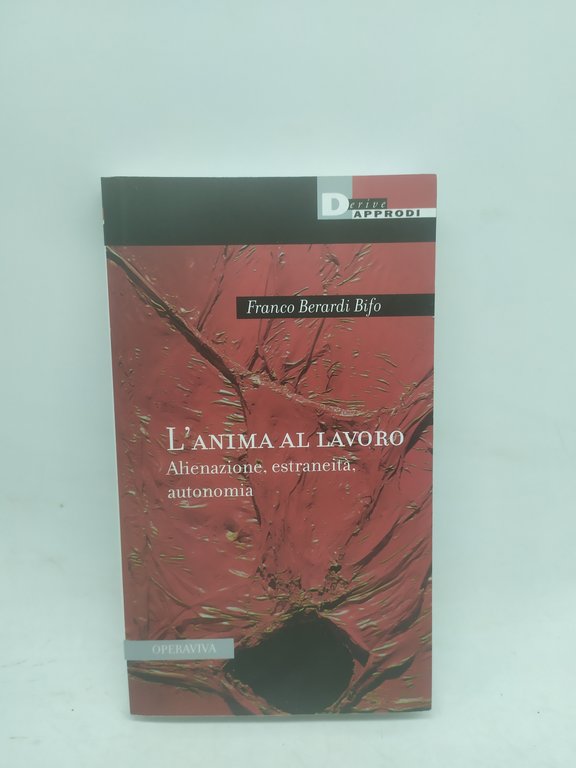 Derive
APPRODI
Franco Berardi Bifo
L'ANIMA AL LAVORO
Alienazione, estraneità,
autonomia
OPERAVIVA